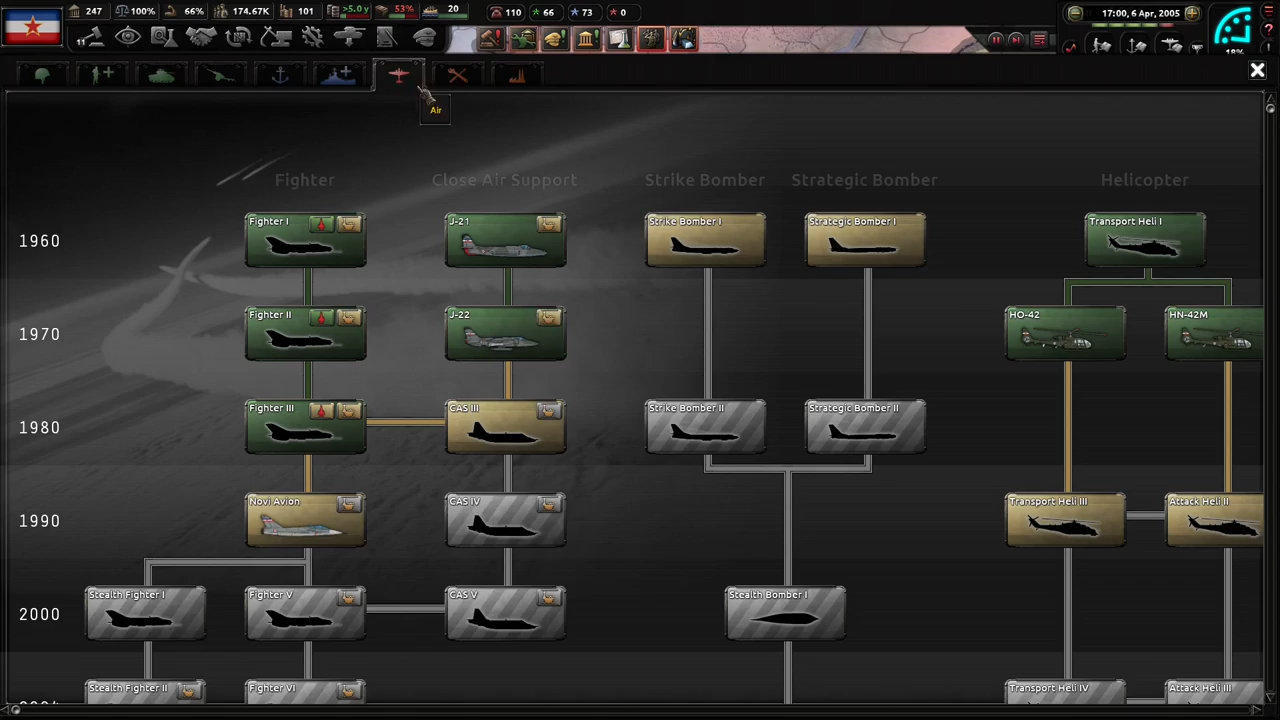 247
100%
66%
174.67K
101
>5.0 y
53%
20
110
66
73
0
17:00, 6 Apr, 2005
18%
Air
Fighter
Close Air Support
Strike Bomber
Strategic Bomber
Helicopter
1960
Fighter I
J-21
Strike Bomber I
Strategic Bomber I
Transport Heli I
1970
Fighter II
J-22
HO-42
HN-42M
1980
Fighter III
CAS III
Strike Bomber II
Strategic Bomber II
1990
Novi Avion
CAS IV
Transport Heli III
Attack Heli II
2000
Stealth Fighter I
Fighter V
CAS V
Stealth Bomber I
Stealth Fighter II
Fighter VI
Transport Heli IV
Attack Heli III